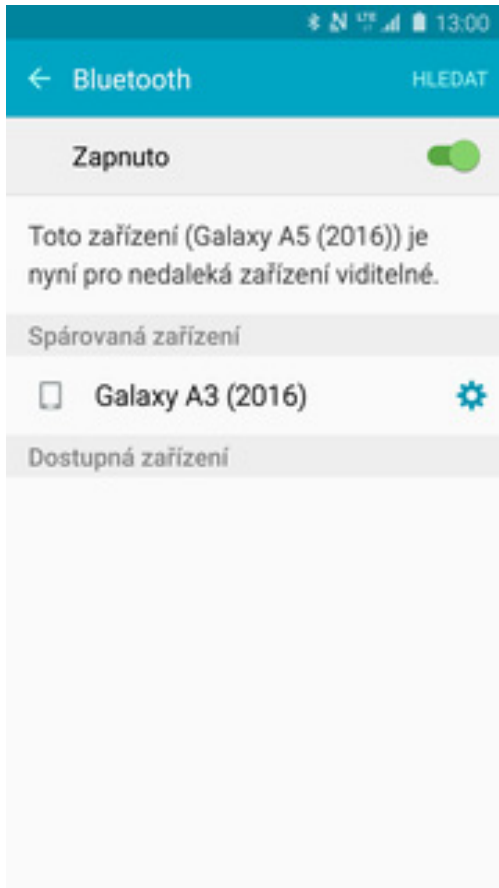 LTE 13:00
Bluetooth HLEDAT
Zapnuto
Toto zařízení (Galaxy A5 (2016)) je
nyní pro nedaleká zařízení viditelné.
Spárovaná zařízení
Galaxy A3 (2016)
Dostupná zařízení